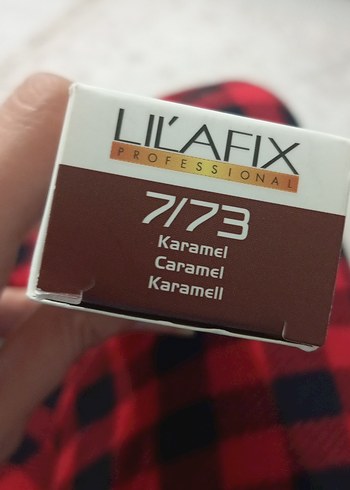 LIL'AFIX
PROFESSIONAL
7/73
Karamel
Caramel
Karamell